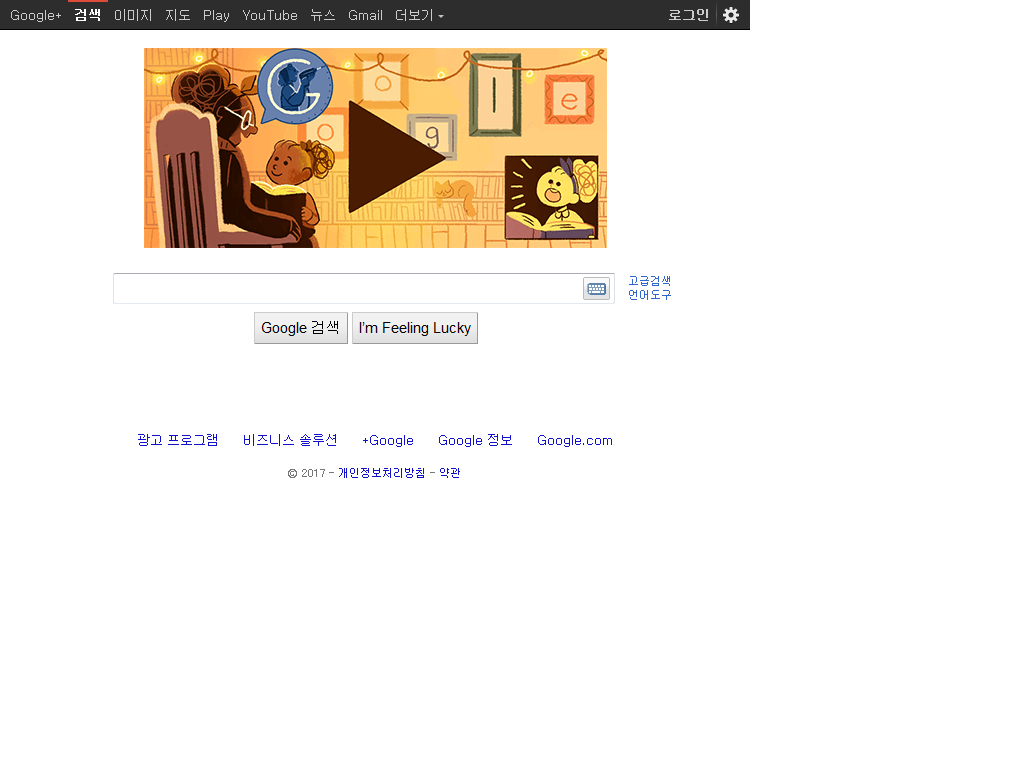 Google+ 검색 이미지 지도 Play YouTube 뉴스 Gmail 더보기 로그인
G o o g l e
고급검색
언어도구
Google 검색 I'm Feeling Lucky
광고 프로그램 비즈니스 솔루션 +Google Google 정보 Google.com
© 2017 - 개인정보처리방침 - 약관